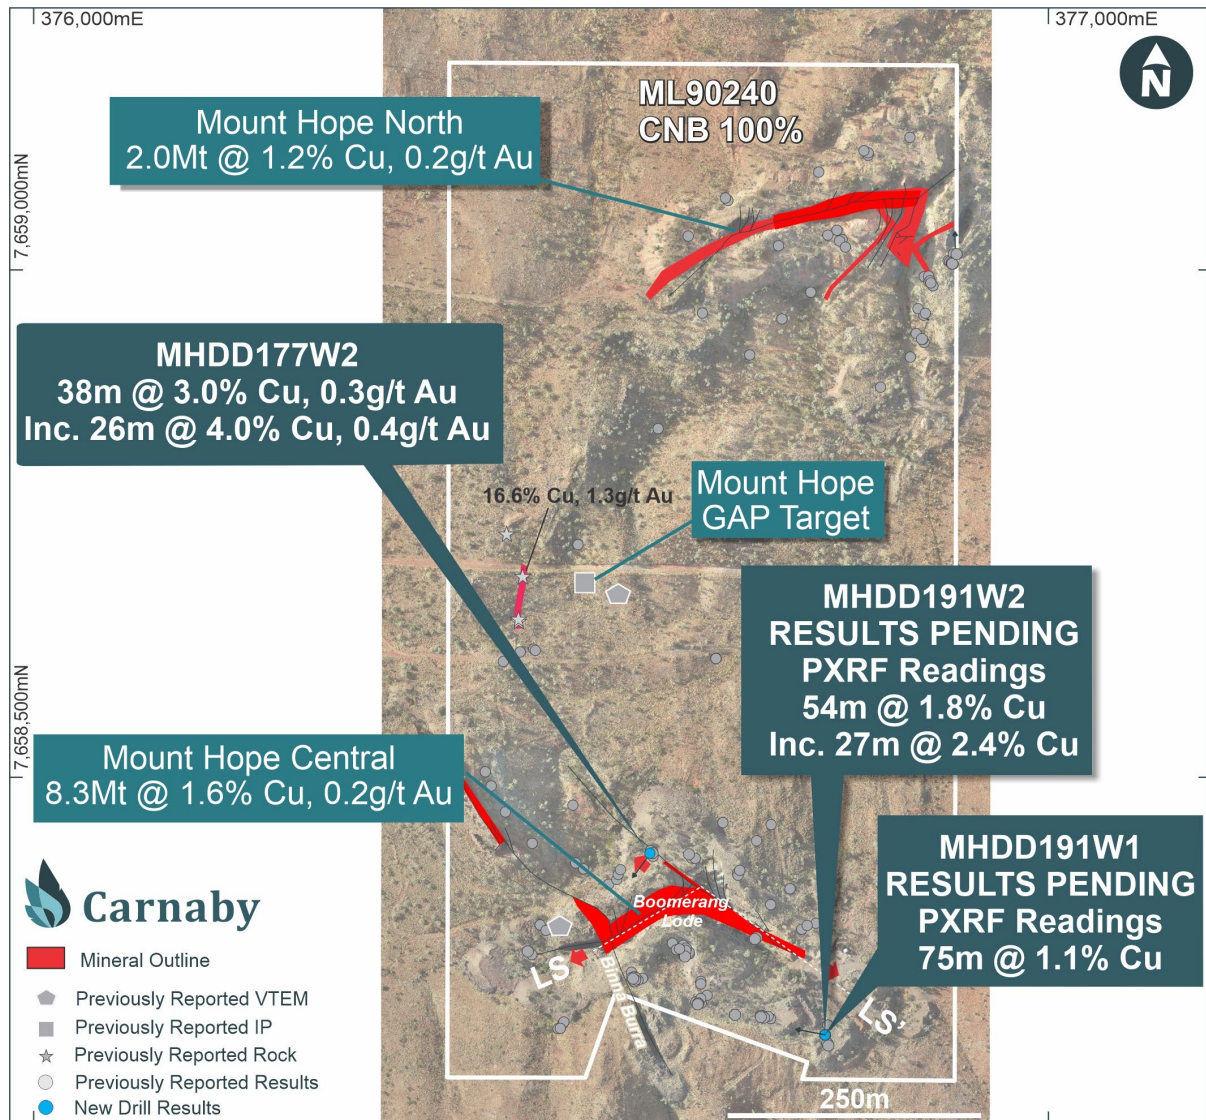 376,000mE
377,000mE
N
ML90240
CNB 100%
Mount Hope North
2.0Mt @ 1.2% Cu, 0.2g/t Au
7,659,000mN
MHDD177W2
38m @ 3.0% Cu, 0.3g/t Au
Inc. 26m @ 4.0% Cu, 0.4g/t Au
16.6% Cu, 1.3g/t Au
Mount Hope
GAP Target
MHDD191W2
RESULTS PENDING
PXRF Readings
54m @ 1.8% Cu
Inc. 27m @ 2.4% Cu
7,658,500mN
Mount Hope Central
8.3Mt @ 1.6% Cu, 0.2g/t Au
MHDD191W1
RESULTS PENDING
PXRF Readings
75m @ 1.1% Cu
Boomerang
Lode
LS
Binna Burra
LS'
Carnaby
Mineral Outline
Previously Reported VTEM
Previously Reported IP
Previously Reported Rock
Previously Reported Results
New Drill Results
250m